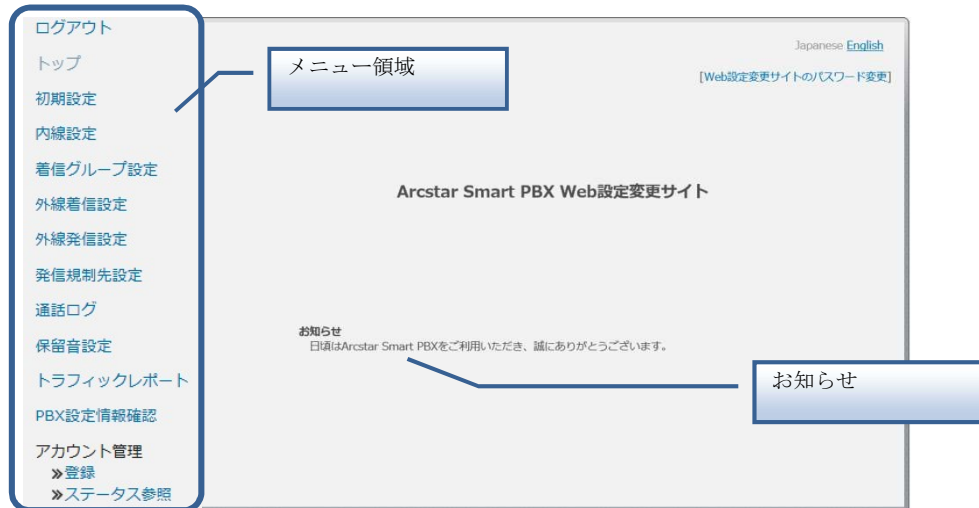 ログアウト
トップ
初期設定
内線設定
着信グループ設定
外線着信設定
外線発信設定
発信規制先設定
通話ログ
保留音設定
トラフィックレポート
PBX設定情報確認
アカウント管理
»登録
»ステータス参照
メニュー領域
Japanese English
[Web設定変更サイトのパスワード変更]
Arcstar Smart PBX Web設定変更サイト
お知らせ
日頃はArcstar Smart PBXをご利用いただき、誠にありがとうございます。
お知らせ